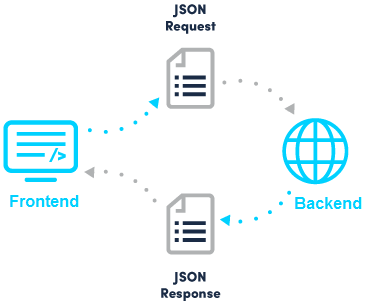 JSON
Request
/>
Frontend
Backend
JSON
Response